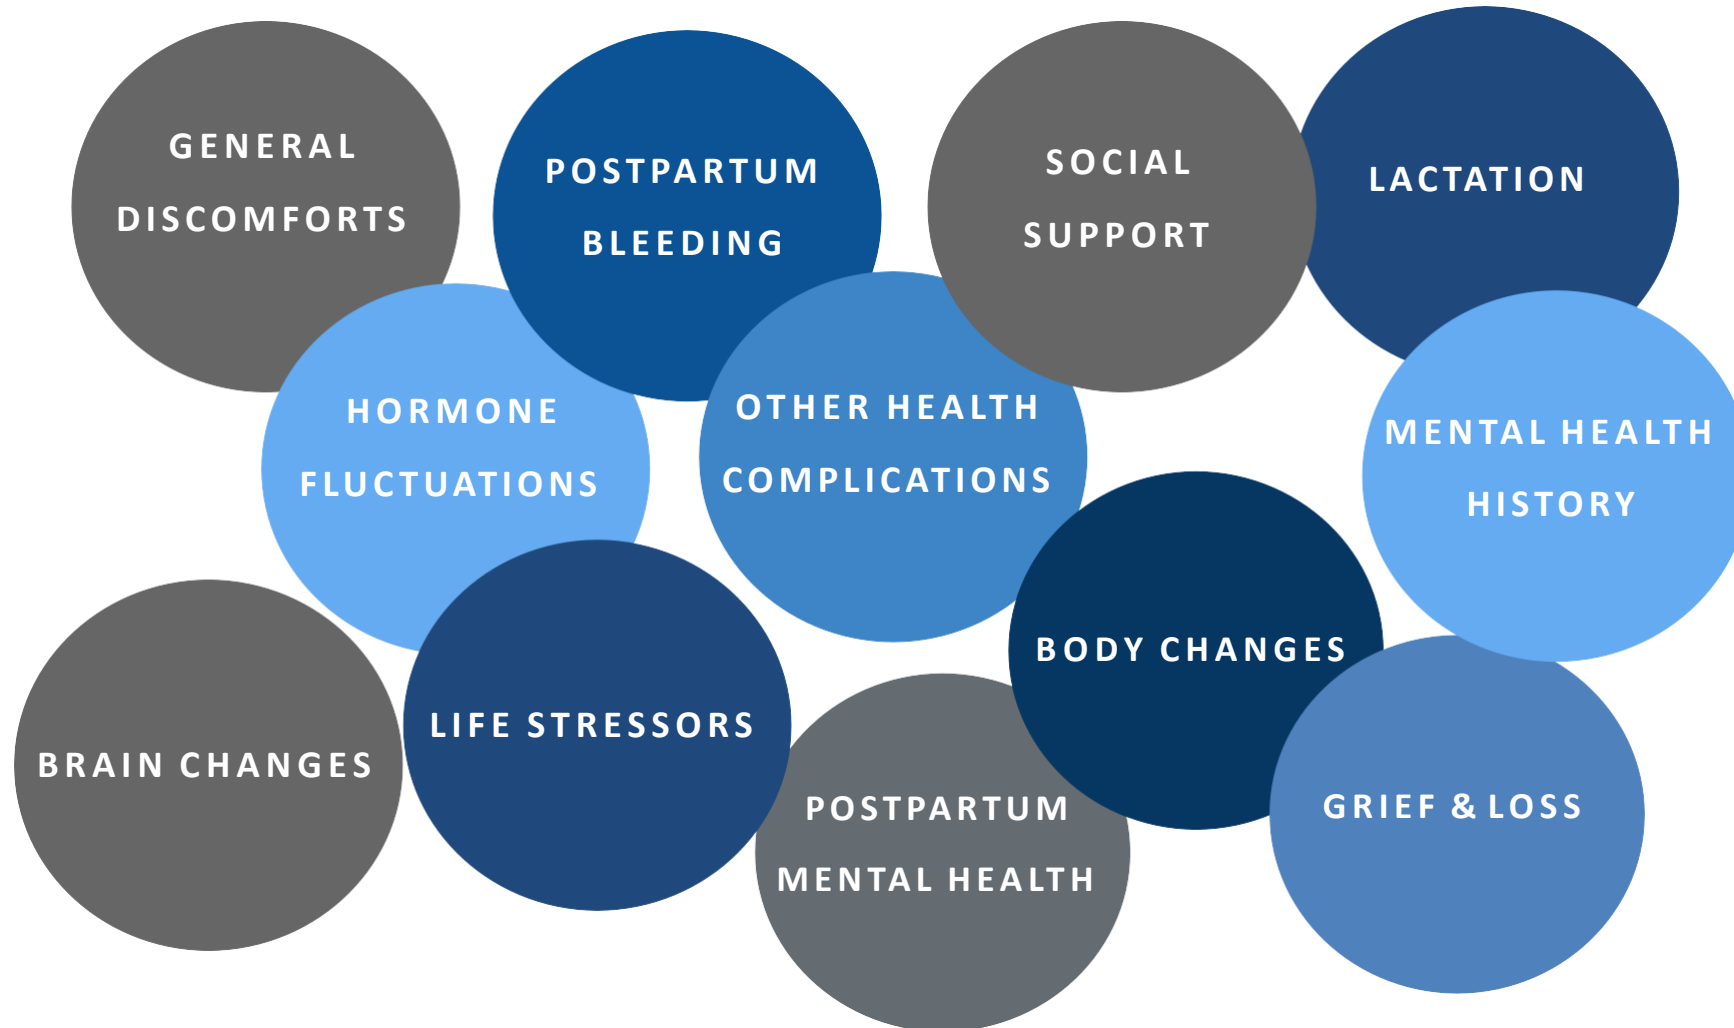 GENERAL
DISCOMFORTS
POSTPARTUM
BLEEDING
SOCIAL
SUPPORT
LACTATION
HORMONE
FLUCTUATIONS
OTHER HEALTH
COMPLICATIONS
MENTAL HEALTH
HISTORY
BRAIN CHANGES
LIFE STRESSORS
BODY CHANGES
POSTPARTUM
MENTAL HEALTH
GRIEF & LOSS